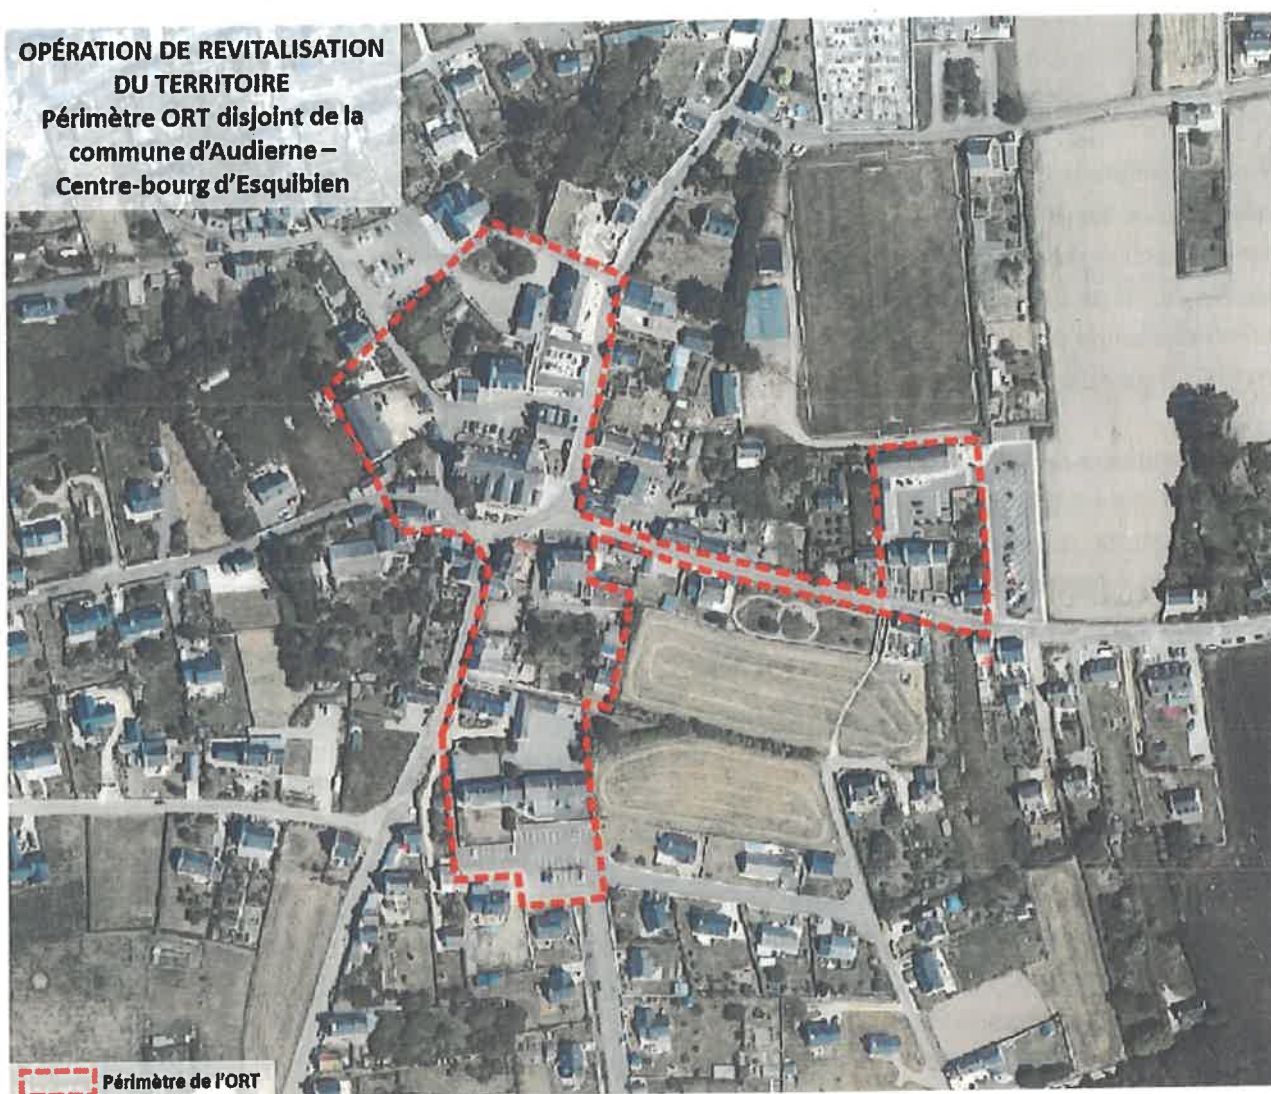 OPÉRATION DE REVITALISATION
DU TERRITOIRE
Périmètre ORT disjoint de la
commune d'Audierne –
Centre-bourg d'Esquibien
Périmètre de l'ORT